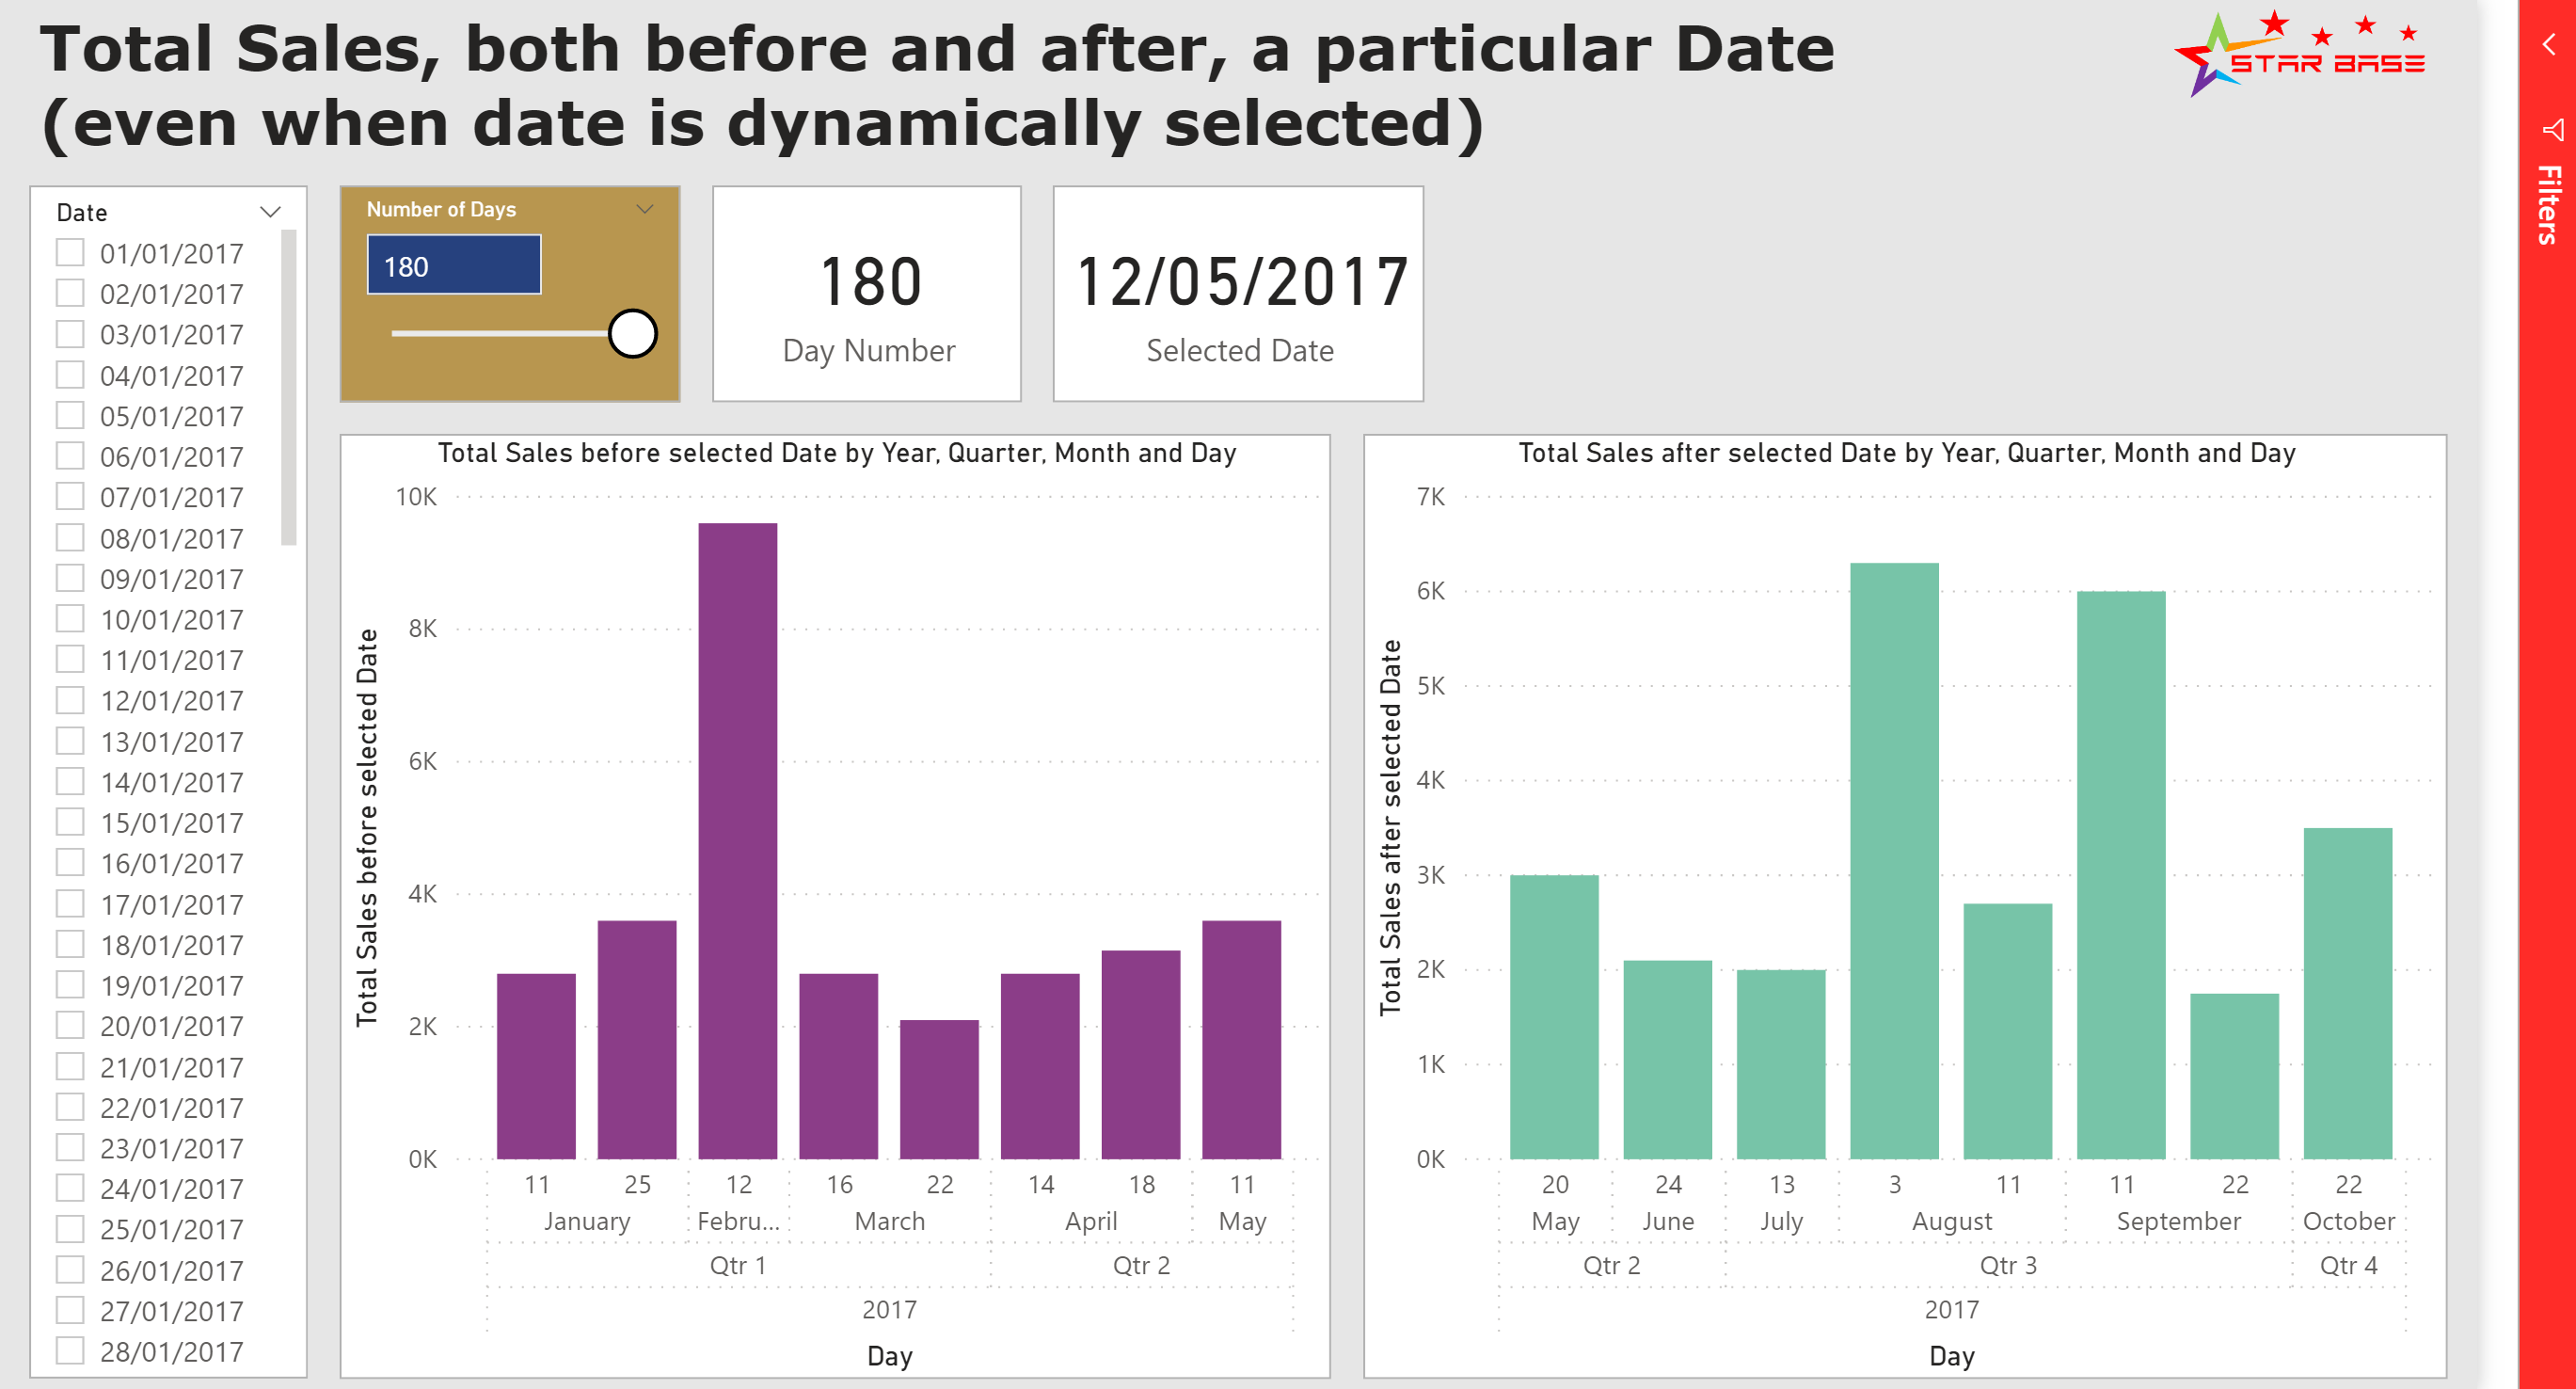 Total Sales, both before and after, a particular Date
(even when date is dynamically selected)
STAR BASE
Filters
Date
01/01/2017
02/01/2017
03/01/2017
04/01/2017
05/01/2017
06/01/2017
07/01/2017
08/01/2017
09/01/2017
10/01/2017
11/01/2017
12/01/2017
13/01/2017
14/01/2017
15/01/2017
16/01/2017
17/01/2017
18/01/2017
19/01/2017
20/01/2017
21/01/2017
22/01/2017
23/01/2017
24/01/2017
25/01/2017
26/01/2017
27/01/2017
28/01/2017
Number of Days
180
180
Day Number
12/05/2017
Selected Date
Total Sales before selected Date by Year, Quarter, Month and Day
Total Sales before selected Date
10K
8K
6K
4K
2K
0K
11 25 12 16 22 14 18 11
January Febru... March April May
Qtr 1 Qtr 2
2017
Day
Total Sales after selected Date by Year, Quarter, Month and Day
Total Sales after selected Date
7K
6K
5K
4K
3K
2K
1K
0K
20 24 13 3 11 11 22 22
May June July August September October
Qtr 2 Qtr 3 Qtr 4
2017
Day